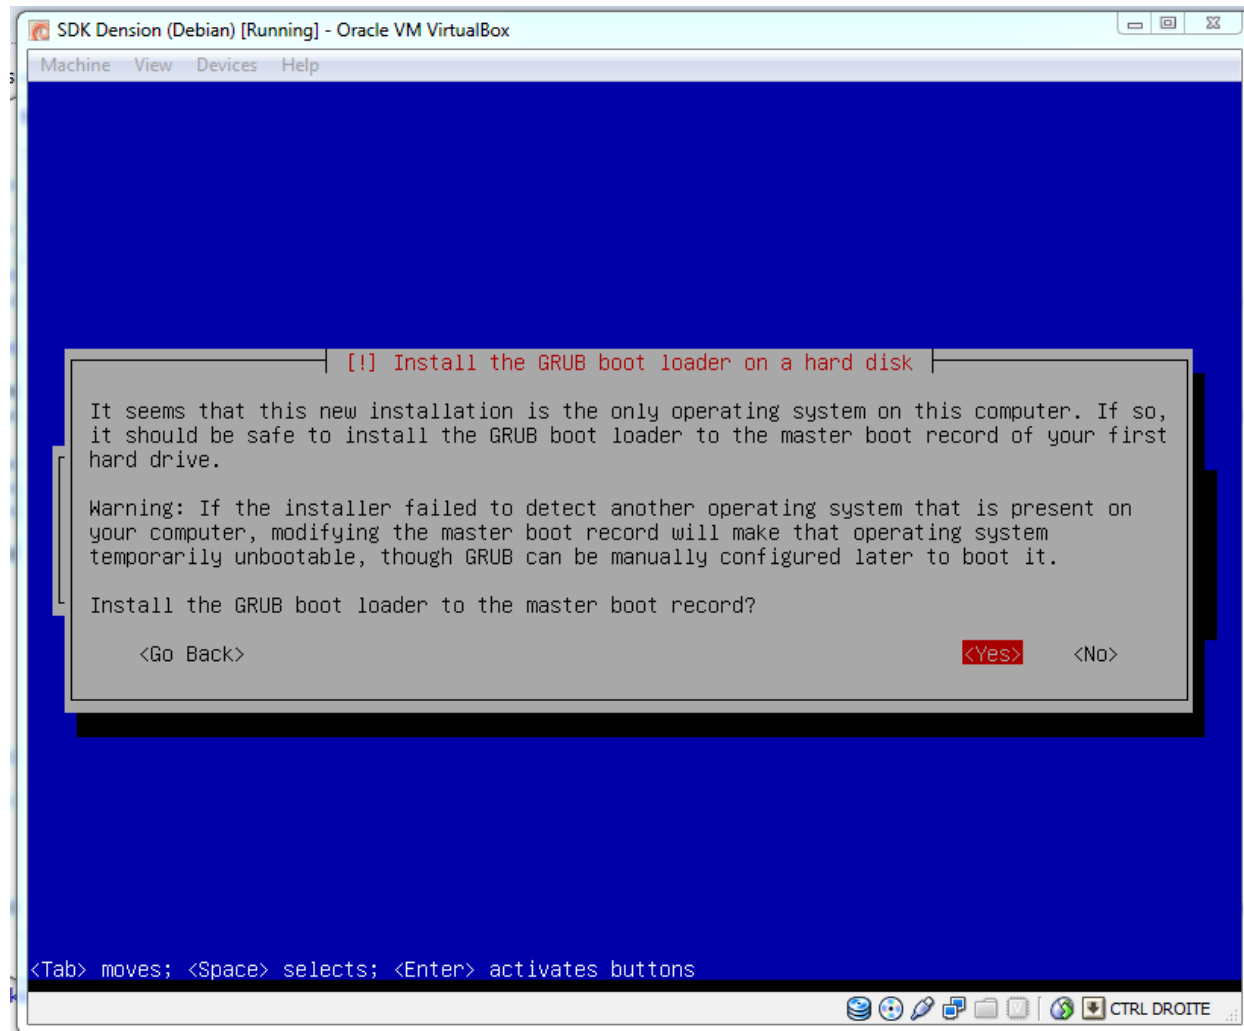 SDK Dension (Debian) [Running] - Oracle VM VirtualBox
Machine View Devices Help
[!] Install the GRUB boot loader on a hard disk
It seems that this new installation is the only operating system on this computer. If so,
it should be safe to install the GRUB boot loader to the master boot record of your first
hard drive.
Warning: If the installer failed to detect another operating system that is present on
your computer, modifying the master boot record will make that operating system
temporarily unbootable, though GRUB can be manually configured later to boot it.
Install the GRUB boot loader to the master boot record?
<Go Back> <Yes> <No>
<Tab> moves; <Space> selects; <Enter> activates buttons
CTRL DROITE